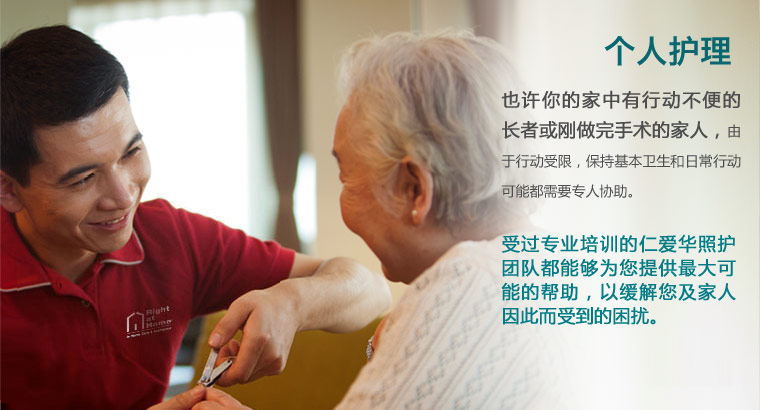 个人护理
也许你的家中有行动不便的
长者或刚做完手术的家人，由
于行动受限，保持基本卫生和日常行动
可能都需要专人协助。
受过专业培训的仁爱华照护
团队都能够为您提供最大可
能的帮助，以缓解您及家人
因此而受到的困扰。
Right
at
Home